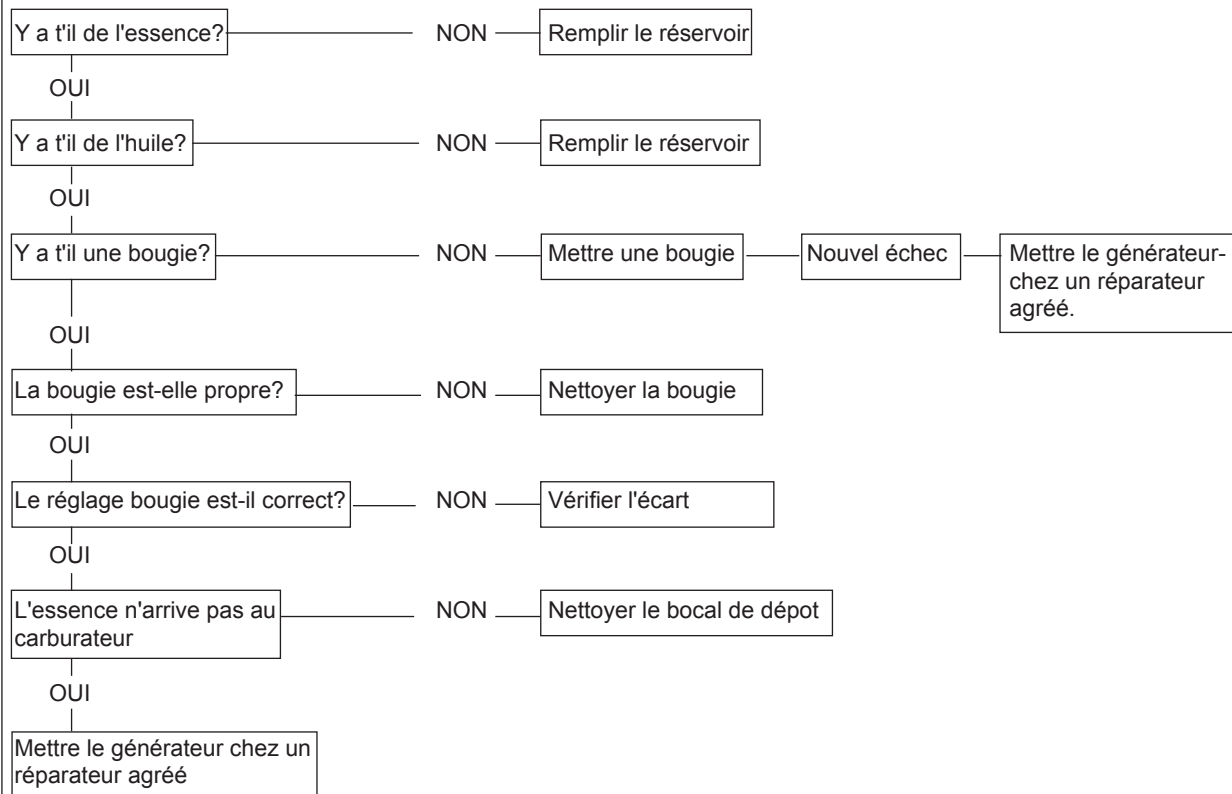 Y a t'il de l'essence? NON Remplir le réservoir
OUI
Y a t'il de l'huile? NON Remplir le réservoir
OUI
Y a t'il une bougie? NON Mettre une bougie Nouvel échec Mettre le générateur-
chez un réparateur
agréé.
OUI
La bougie est-elle propre? NON Nettoyer la bougie
OUI
Le réglage bougie est-il correct? NON Vérifier l'écart
OUI
L'essence n'arrive pas au NON Nettoyer le bocal de dépot
carburateur
OUI
Mettre le générateur chez un
réparateur agréé